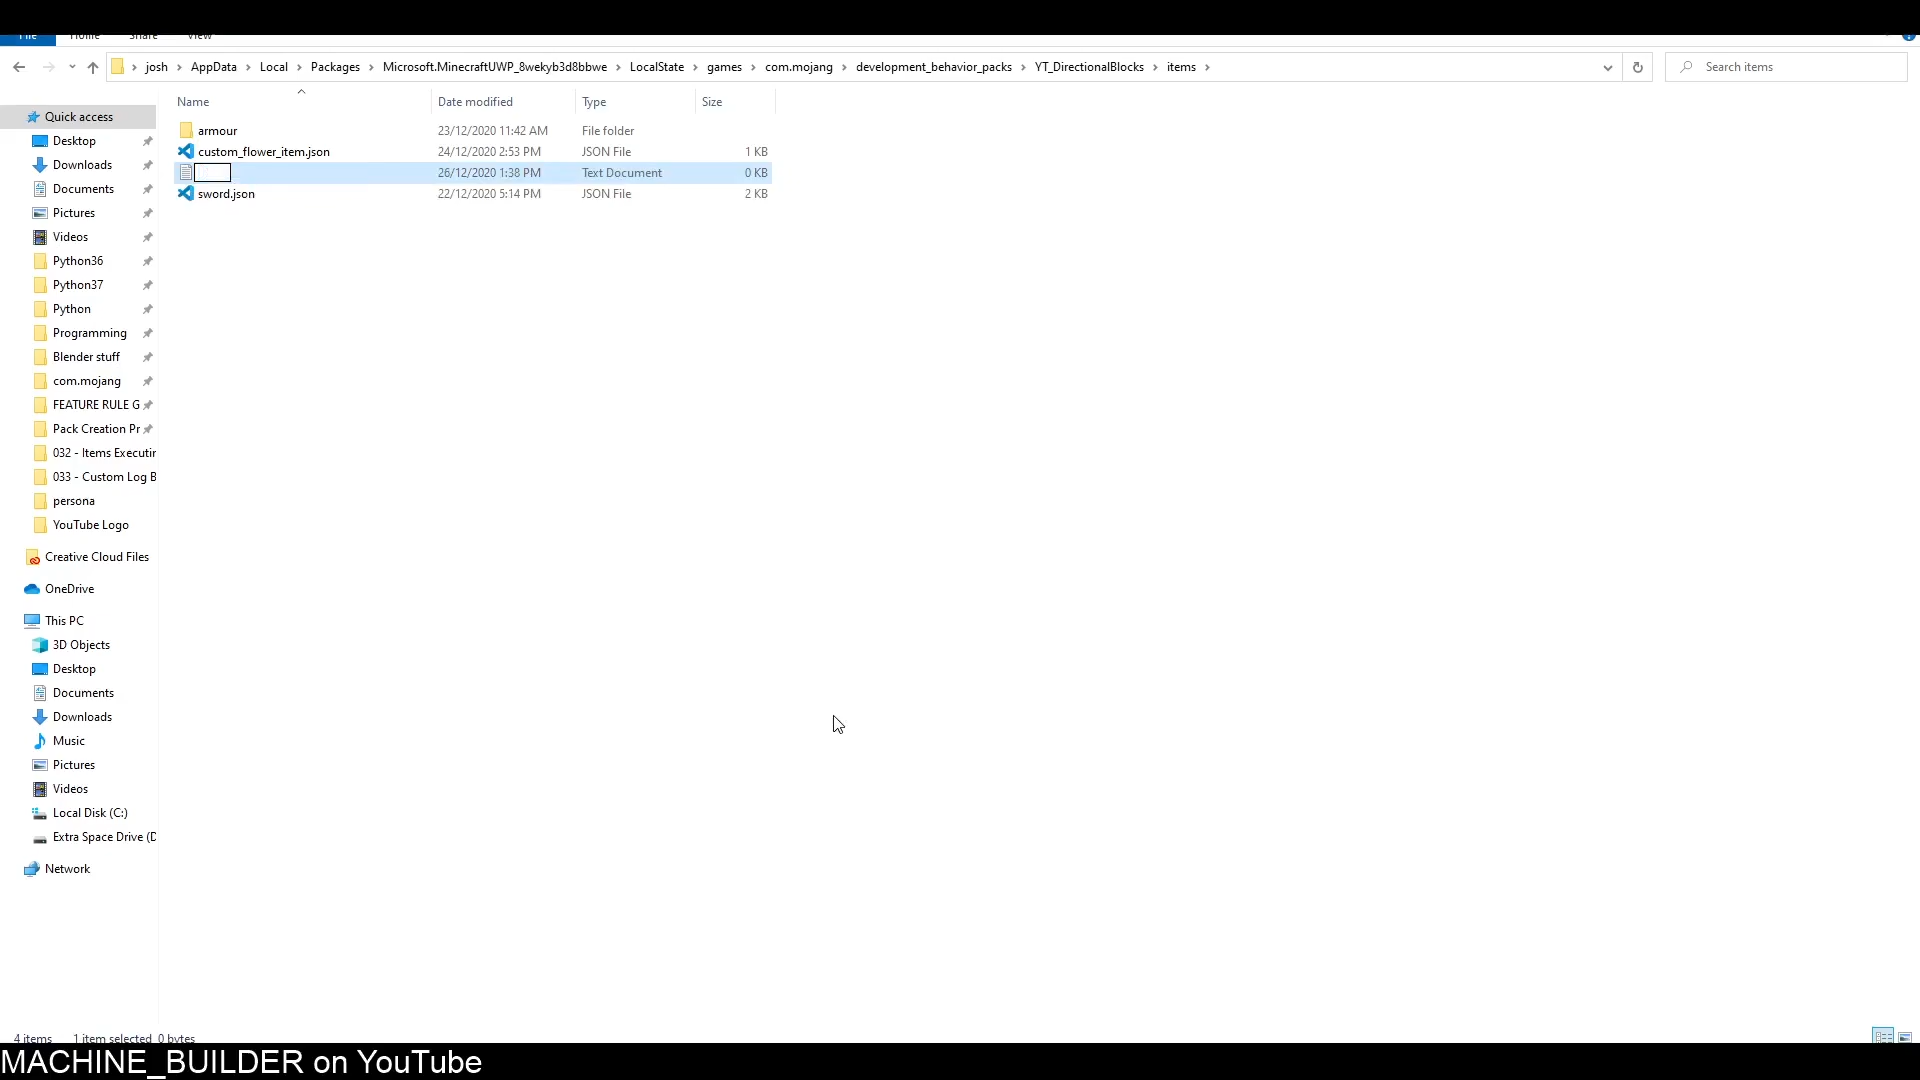 File Home Share View
josh AppData Local Packages Microsoft.MinecraftUWP_8wekyb3d8bbwe LocalState games com.mojang development_behavior_packs YT_DirectionalBlocks items
Search items
Name Date modified Type Size
armour 23/12/2020 11:42 AM File folder
custom_flower_item.json 24/12/2020 2:53 PM JSON File 1 KB
26/12/2020 1:38 PM Text Document 0 KB
sword.json 22/12/2020 5:14 PM JSON File 2 KB
Quick access
Desktop
Downloads
Documents
Pictures
Videos
Python36
Python37
Python
Programming
Blender stuff
com.mojang
FEATURE RULE G
Pack Creation Pr
032 - Items Executin
033 - Custom Log B
persona
YouTube Logo
Creative Cloud Files
OneDrive
This PC
3D Objects
Desktop
Documents
Downloads
Music
Pictures
Videos
Local Disk (C:)
Extra Space Drive (D
Network
4 items 1 item selected 0 bytes
MACHINE_BUILDER on YouTube